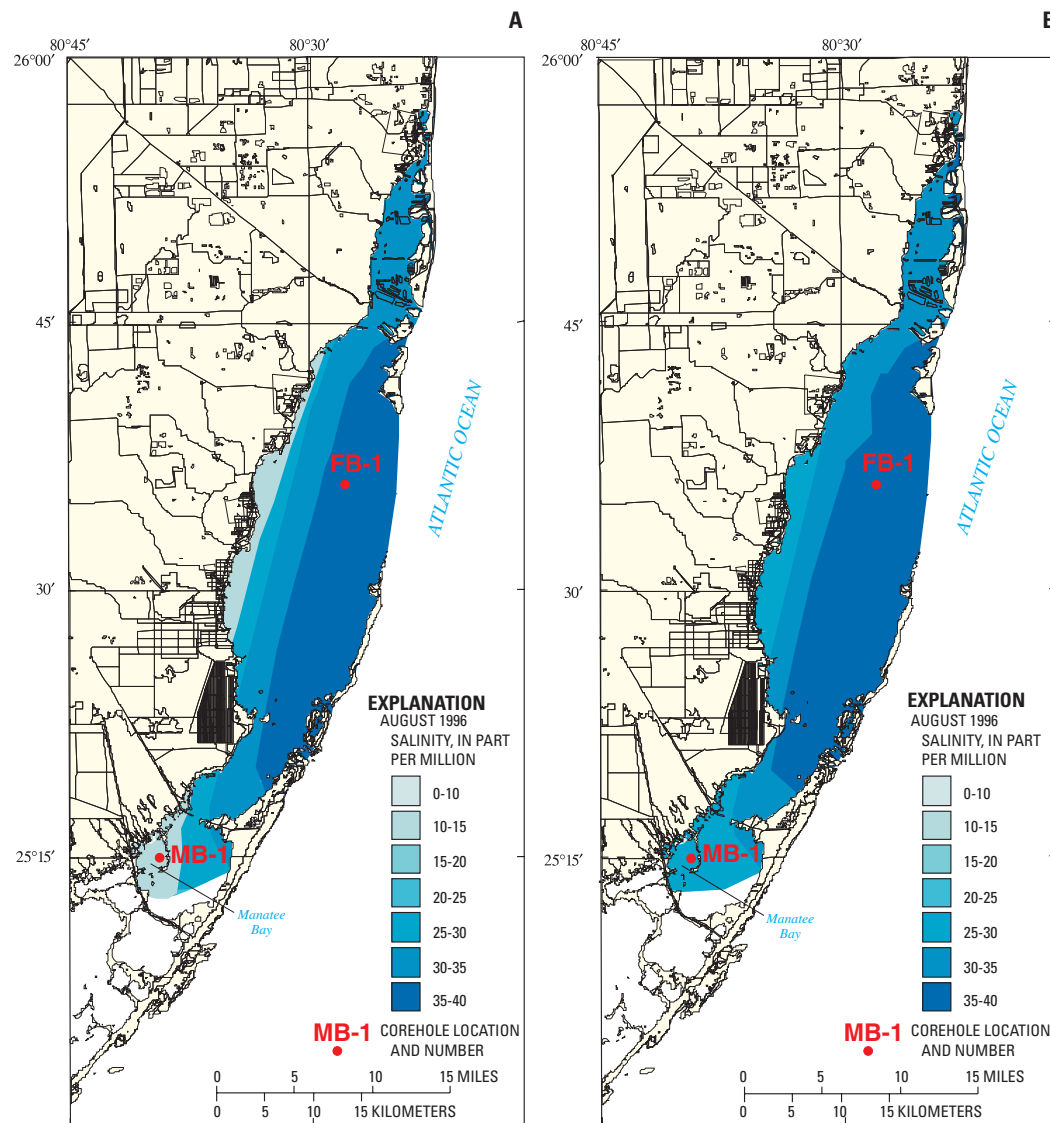 A
80°45′
80°30′
26°00′
45′
FB-1
ATLANTIC OCEAN
30′
EXPLANATION
AUGUST 1996
SALINITY, IN PART
PER MILLION
0-10
10-15
15-20
20-25
25-30
30-35
35-40
25°15′
MB-1
Manatee
Bay
MB-1 COREHOLE LOCATION
AND NUMBER
0 5 10 15 MILES
0 5 10 15 KILOMETERS
80°45′
80°30′
26°00′
45′
FB-1
ATLANTIC OCEAN
30′
EXPLANATION
AUGUST 1996
SALINITY, IN PART
PER MILLION
0-10
10-15
15-20
20-25
25-30
30-35
35-40
25°15′
MB-1
Manatee
Bay
MB-1 COREHOLE LOCATION
AND NUMBER
0 5 10 15 MILES
0 5 10 15 KILOMETERS